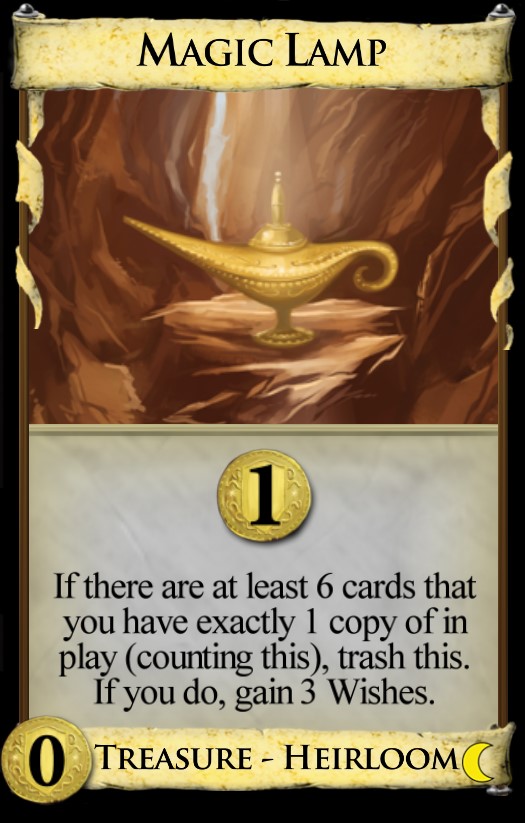 Magic Lamp
1
If there are at least 6 cards that
you have exactly 1 copy of in
play (counting this), trash this.
If you do, gain 3 Wishes.
0 Treasure - Heirloom